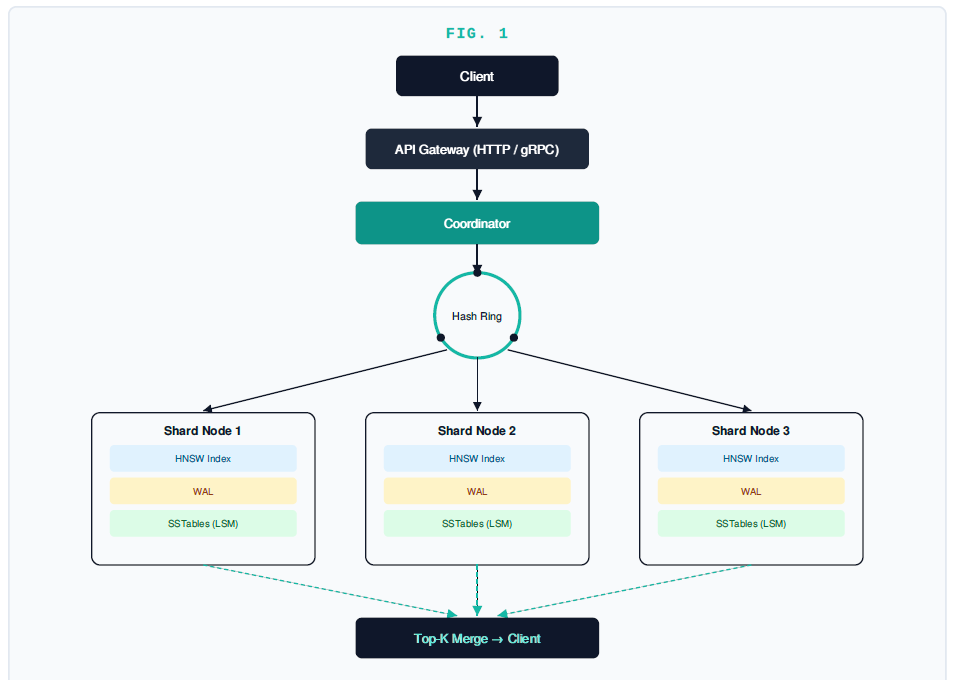 FIG. 1
Client
API Gateway (HTTP / gRPC)
Coordinator
Hash Ring
Shard Node 1
HNSW Index
WAL
SSTables (LSM)
Shard Node 2
HNSW Index
WAL
SSTables (LSM)
Shard Node 3
HNSW Index
WAL
SSTables (LSM)
Top-K Merge → Client